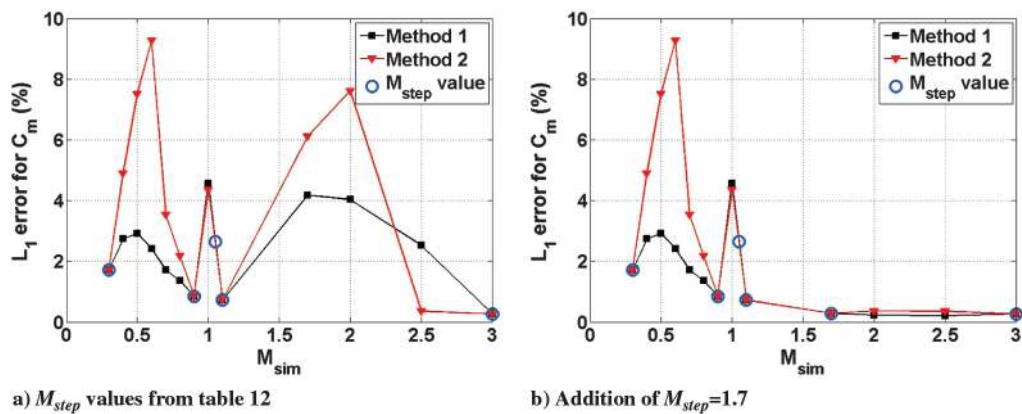 10
8
6
4
2
0
L1 error for Cm (%)
0 0.5 1 1.5 2 2.5 3
Msim
Method 1
Method 2
Mstep value
a) Mstep values from table 12
10
8
6
4
2
0
L1 error for Cm (%)
0 0.5 1 1.5 2 2.5 3
Msim
Method 1
Method 2
Mstep value
b) Addition of Mstep=1.7